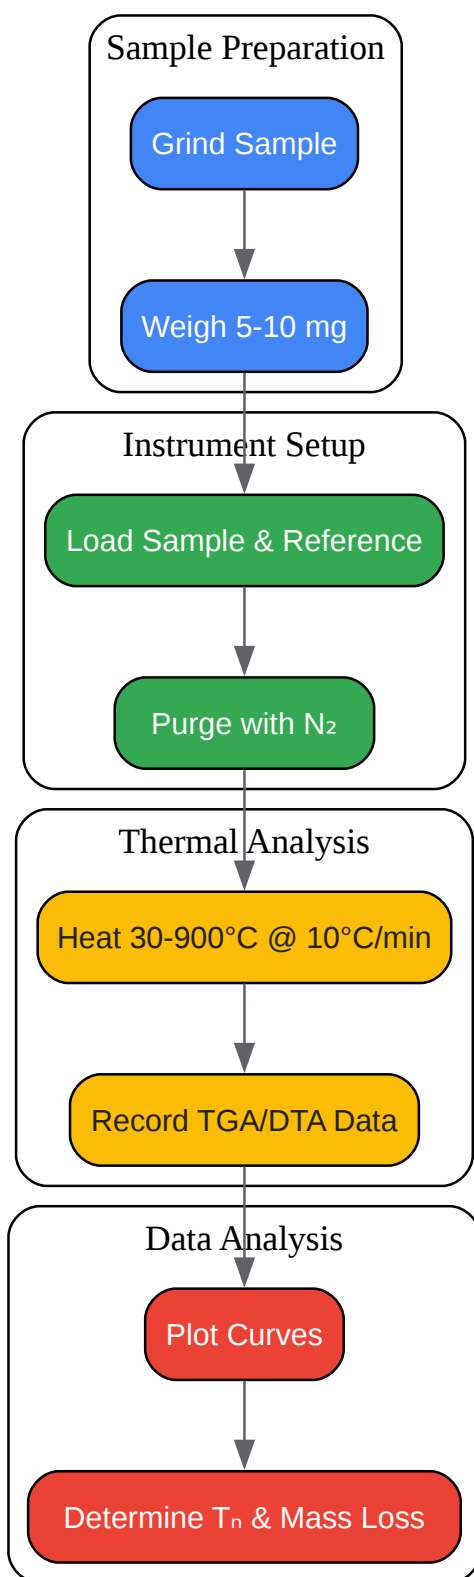 Sample Preparation
Grind Sample
Weigh 5-10 mg
Instrument Setup
Load Sample & Reference
Purge with N₂
Thermal Analysis
Heat 30-900°C @ 10°C/min
Record TGA/DTA Data
Data Analysis
Plot Curves
Determine Tₙ & Mass Loss